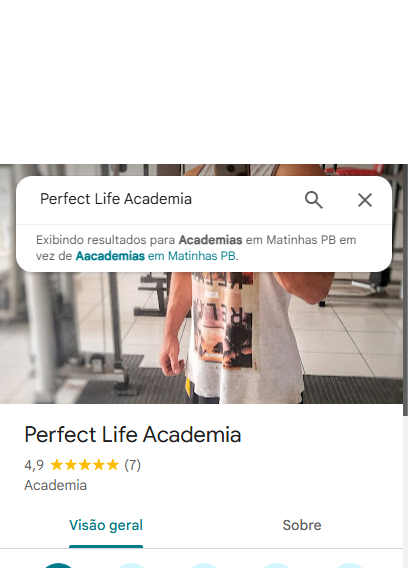 Perfect Life Academia
Exibindo resultados para Academias em Matinhas PB em
vez de Aacademias em Matinhas PB.
Perfect Life Academia
4,9 (7)
Academia
Visão geral Sobre